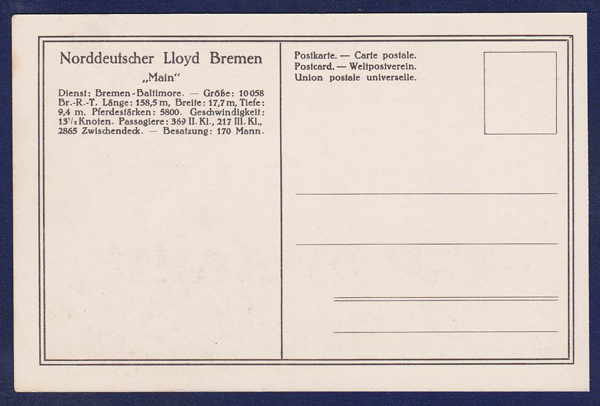 Norddeutscher Lloyd Bremen
„Main“
Dienst: Bremen-Baltimore. — Größe: 10058
Br.-R.-T. Länge: 158,5 m, Breite: 17,7 m, Tiefe:
9,4 m. Pferdestärken: 5800. Geschwindigkeit:
13¹/₂ Knoten. Passagiere: 369 II. Kl., 217 III. Kl.,
2865 Zwischendeck. — Besatzung: 170 Mann.
Postkarte. — Carte postale.
Postcard. — Weltpostverein.
Union postale universelle.